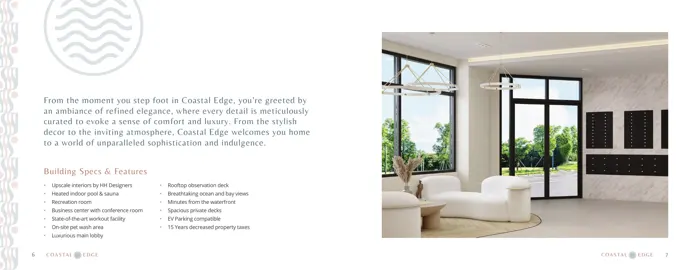 From the moment you step foot in Coastal Edge, you're greeted by
an ambiance of refined elegance, where every detail is meticulously
curated to evoke a sense of comfort and luxury. From the stylish
decor to the inviting atmosphere, Coastal Edge welcomes you home
to a world of unparalleled sophistication and indulgence.
Building Specs & Features
• Upscale interiors by HH Designers
• Heated indoor pool & sauna
• Recreation room
• Business center with conference room
• State-of-the-art workout facility
• On-site pet wash area
• Luxurious main lobby
• Rooftop observation deck
• Breathtaking ocean and bay views
• Minutes from the waterfront
• Spacious private decks
• EV Parking compatible
• 15 Years decreased property taxes
6 COASTAL EDGE
COASTAL EDGE 7